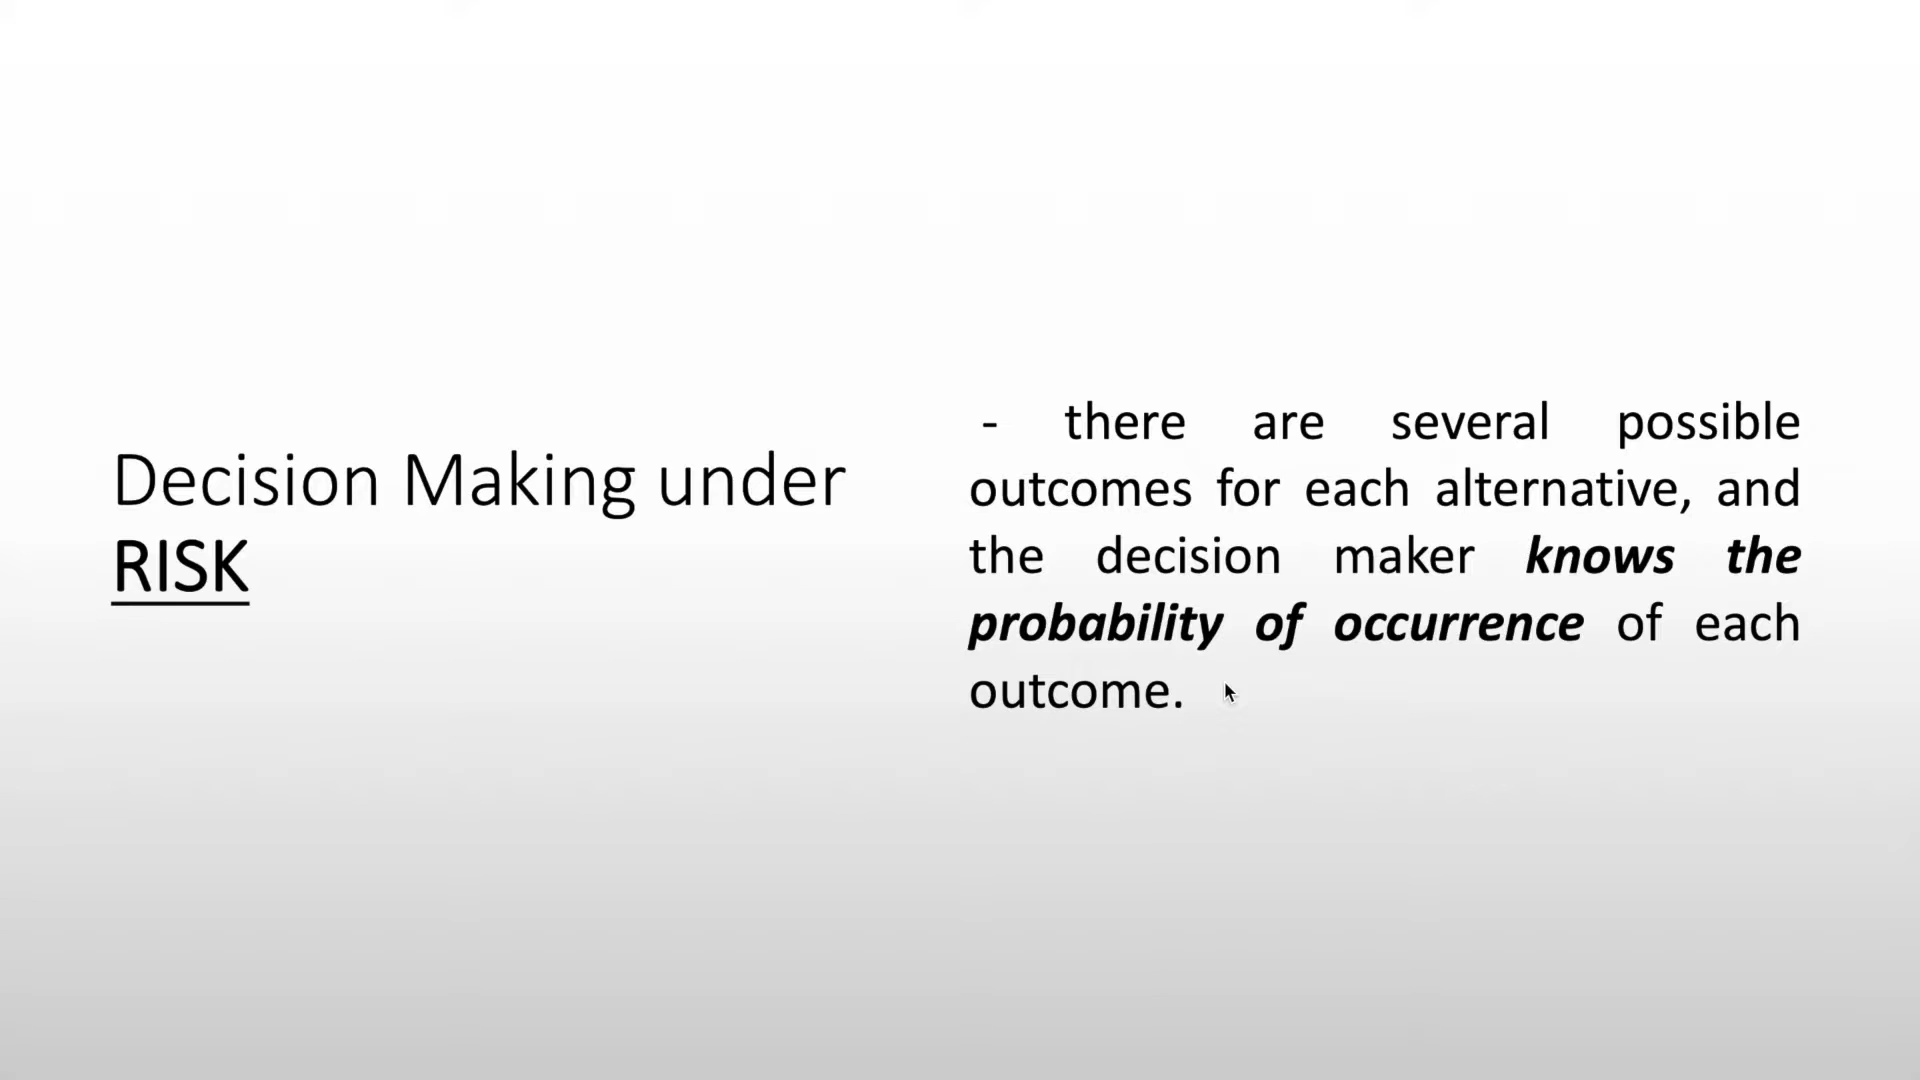 Decision Making under
RISK
- there are several possible
outcomes for each alternative, and
the decision maker knows the
probability of occurrence of each
outcome.